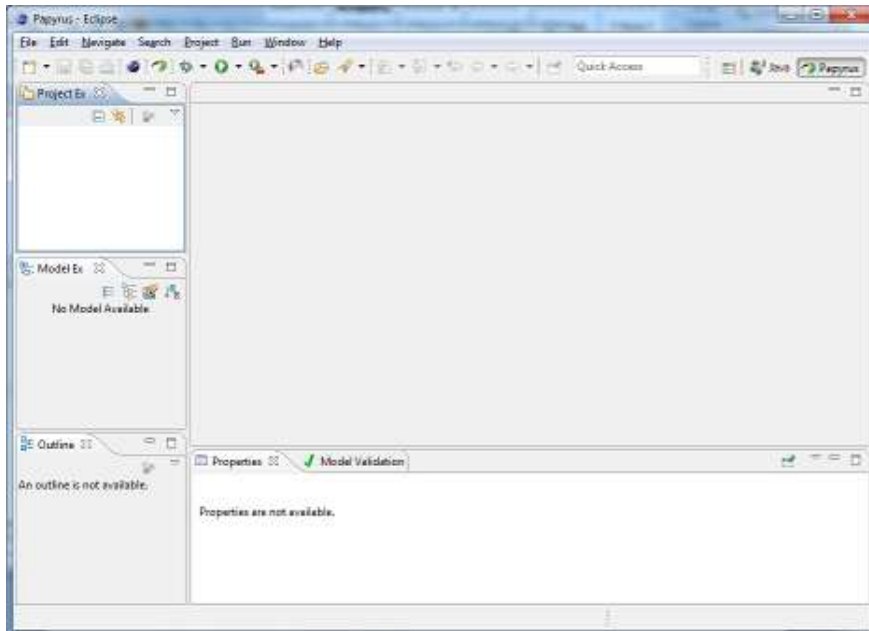 Papyrus - Eclipse
File Edit Navigate Search Project Run Window Help
Quick Access Java Papyrus
Project Ex
Model Ex
No Model Available
Outline
An outline is not available.
Properties Model Validation
Properties are not available.